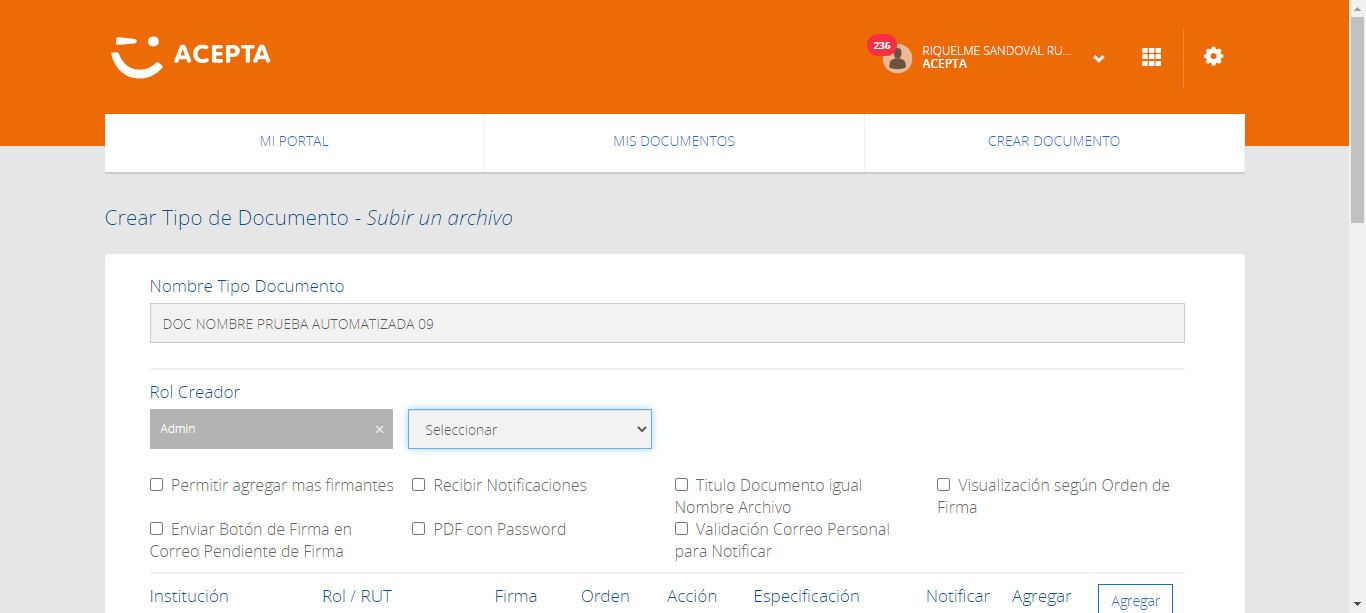 ACEPTA
236
RIQUELME SANDOVAL RU...
ACEPTA
MI PORTAL
MIS DOCUMENTOS
CREAR DOCUMENTO
Crear Tipo de Documento - Subir un archivo
Nombre Tipo Documento
DOC NOMBRE PRUEBA AUTOMATIZADA 09
Rol Creador
Admin ×
Seleccionar
Permitir agregar mas firmantes
Recibir Notificaciones
Titulo Documento igual
Nombre Archivo
Visualización según Orden de
Firma
Enviar Botón de Firma en
Correo Pendiente de Firma
PDF con Password
Validación Correo Personal
para Notificar
Institución Rol / RUT Firma Orden Acción Especificación Notificar Agregar Agregar